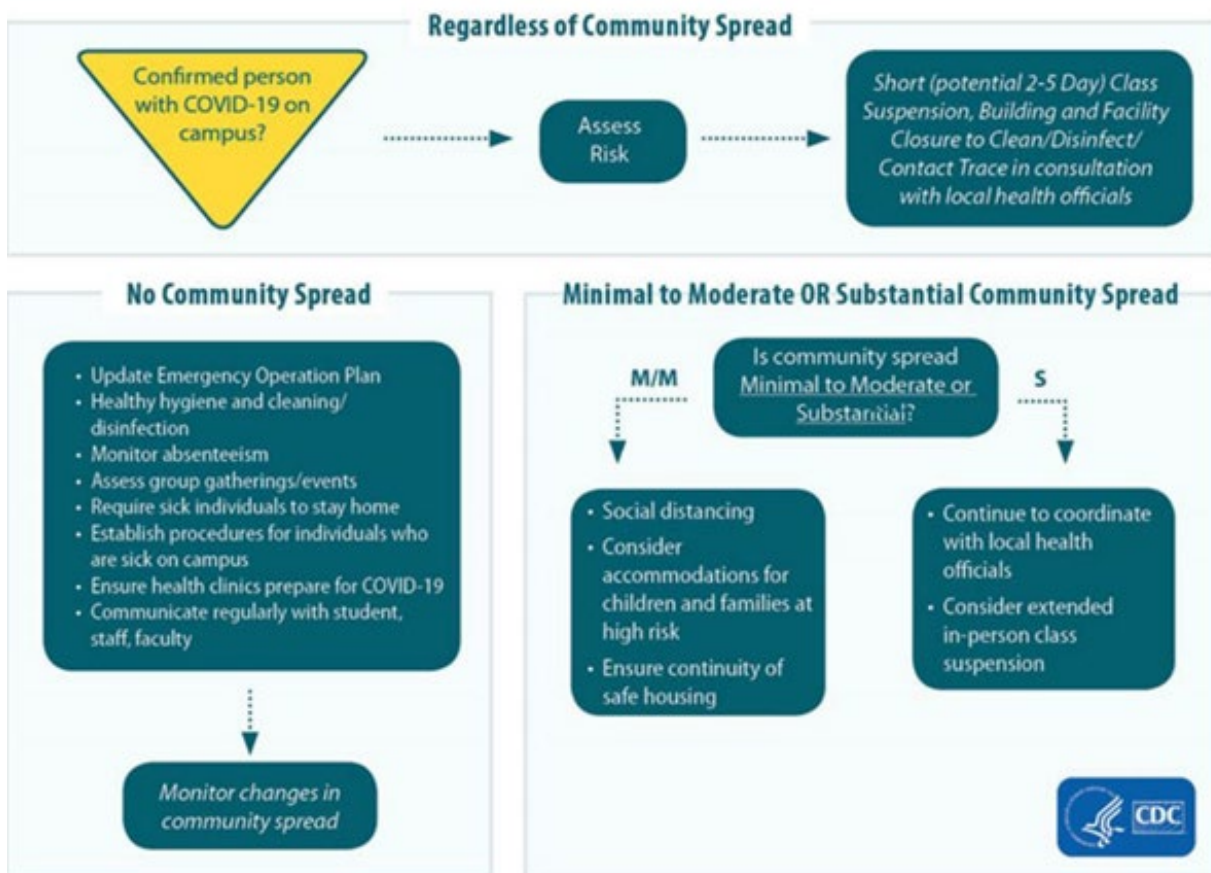 Regardless of Community Spread
Confirmed person
with COVID-19 on
campus?
Assess
Risk
Short (potential 2-5 Day) Class
Suspension, Building and Facility
Closure to Clean/Disinfect/
Contact Trace in consultation
with local health officials
No Community Spread
• Update Emergency Operation Plan
• Healthy hygiene and cleaning/
disinfection
• Monitor absenteeism
• Assess group gatherings/events
• Require sick individuals to stay home
• Establish procedures for individuals who
are sick on campus
• Ensure health clinics prepare for COVID-19
• Communicate regularly with student,
staff, faculty
Monitor changes in
community spread
Minimal to Moderate OR Substantial Community Spread
Is community spread
Minimal to Moderate or
Substantial?
M/M
S
• Social distancing
• Consider
accommodations for
children and families at
high risk
• Ensure continuity of
safe housing
• Continue to coordinate
with local health
officials
• Consider extended
in-person class
suspension
CDC